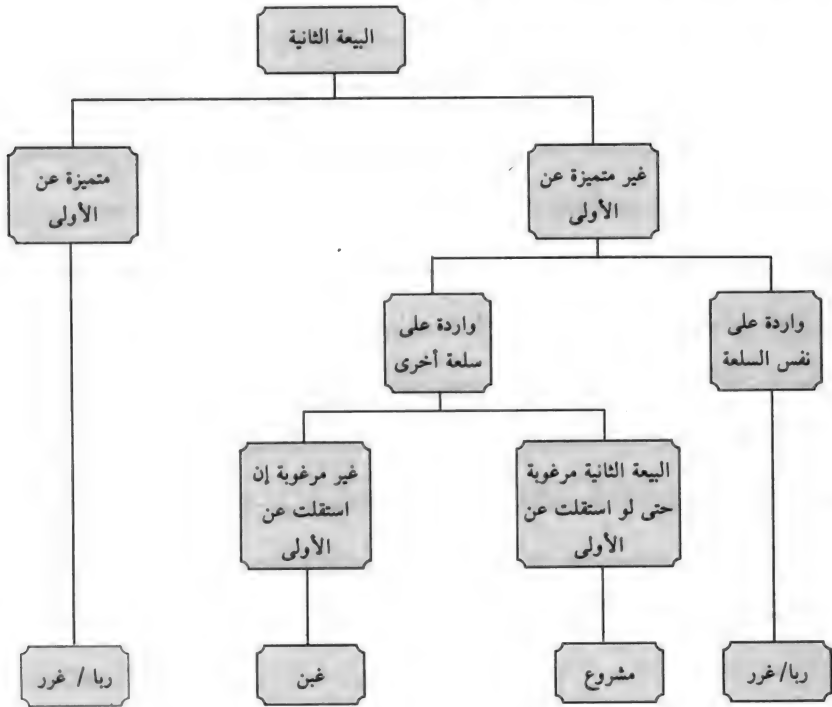 البيعة الثانية
غير متميزة عن
الأولى
متميزة عن
الأولى
واردة على
نفس السلعة
واردة على
سلعة أخرى
البيعة الثانية مرغوبة
حتى لو استقلت عن
الأولى
غير مرغوبة إن
استقلت عن
الأولى
ربا/غرر
مشروع
غبن
ربا / غرر